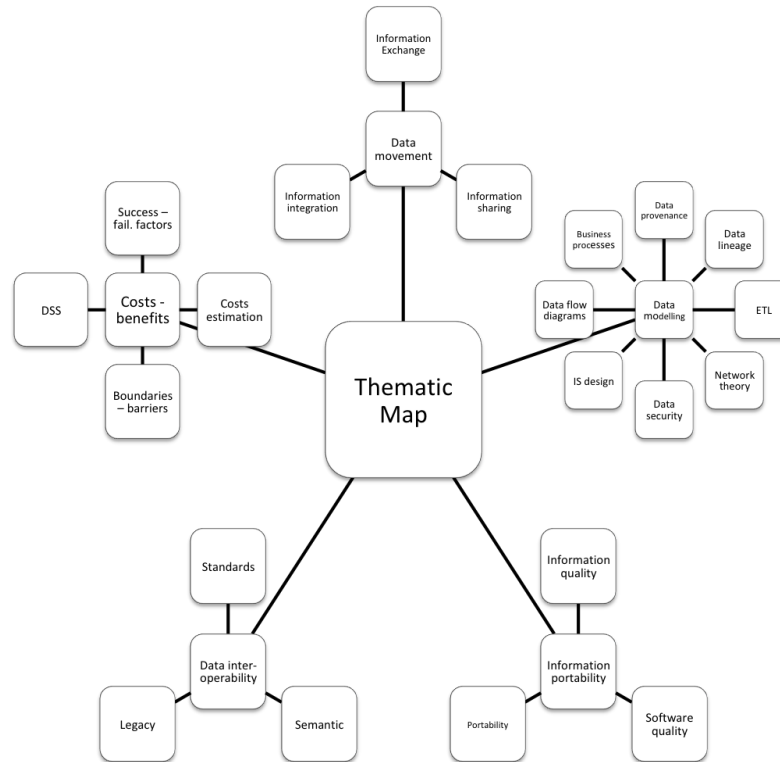 Information
Exchange
Data
movement
Information
integration
Information
sharing
Success –
fail. factors
DSS
Costs -
benefits
Costs
estimation
Boundaries
– barriers
Data
provenance
Business
processes
Data
lineage
Data flow
diagrams
Data
modelling
ETL
IS design
Network
theory
Data
security
Thematic
Map
Standards
Data inter-
operability
Legacy
Semantic
Information
quality
Information
portability
Portability
Software
quality